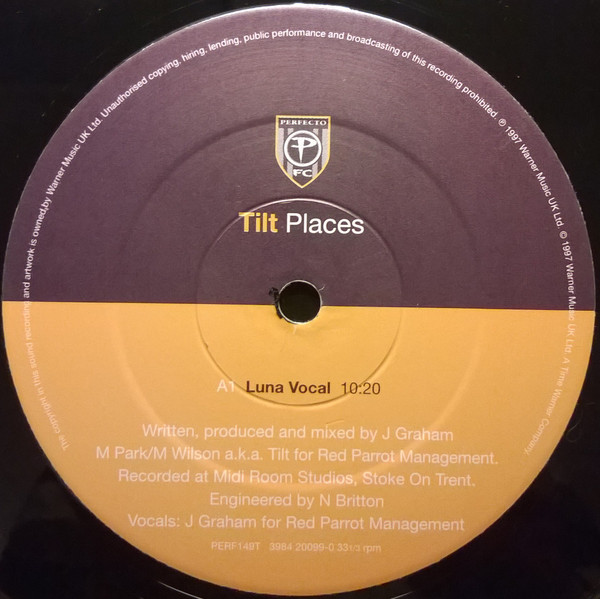 The copyright in this sound recording and artwork is owned by Warner Music UK Ltd. Unauthorised copying, hiring, lending, public performance and broadcasting of this recording prohibited. ℗ 1997 Warner Music UK Ltd. © 1997 Warner Music UK Ltd. A Time Warner Company.
PERFECTO
P
FC
Tilt Places
A1 Luna Vocal 10:20
Written, produced and mixed by J Graham
M Park/M Wilson a.k.a. Tilt for Red Parrot Management.
Recorded at Midi Room Studios, Stoke On Trent.
Engineered by N Britton
Vocals: J Graham for Red Parrot Management
PERF149T 3984 20099-0 33 1/3 rpm